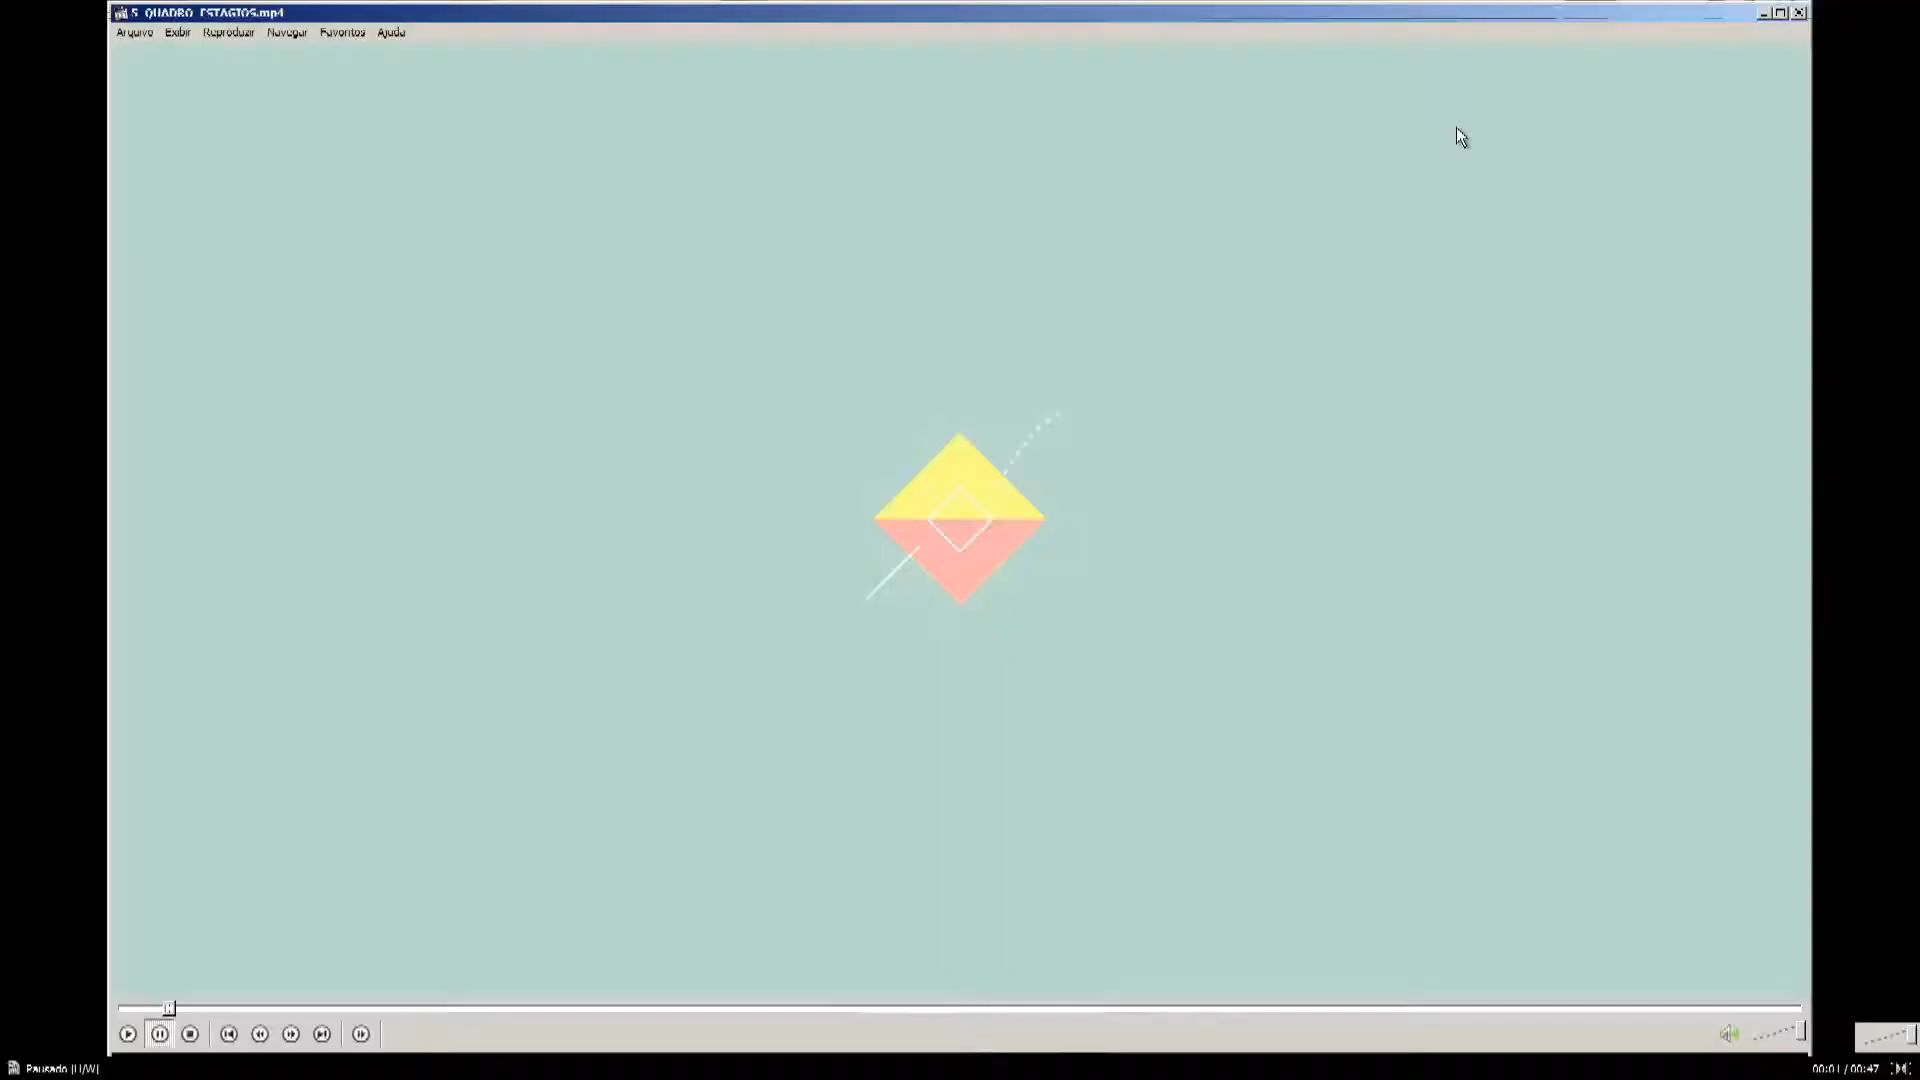 5_QUADRO_ESTAGIOS.mp4
Arquivo Exibir Reproduzir Navegar Favoritos Ajuda
Pausado [H/W]
00:01 / 00:47